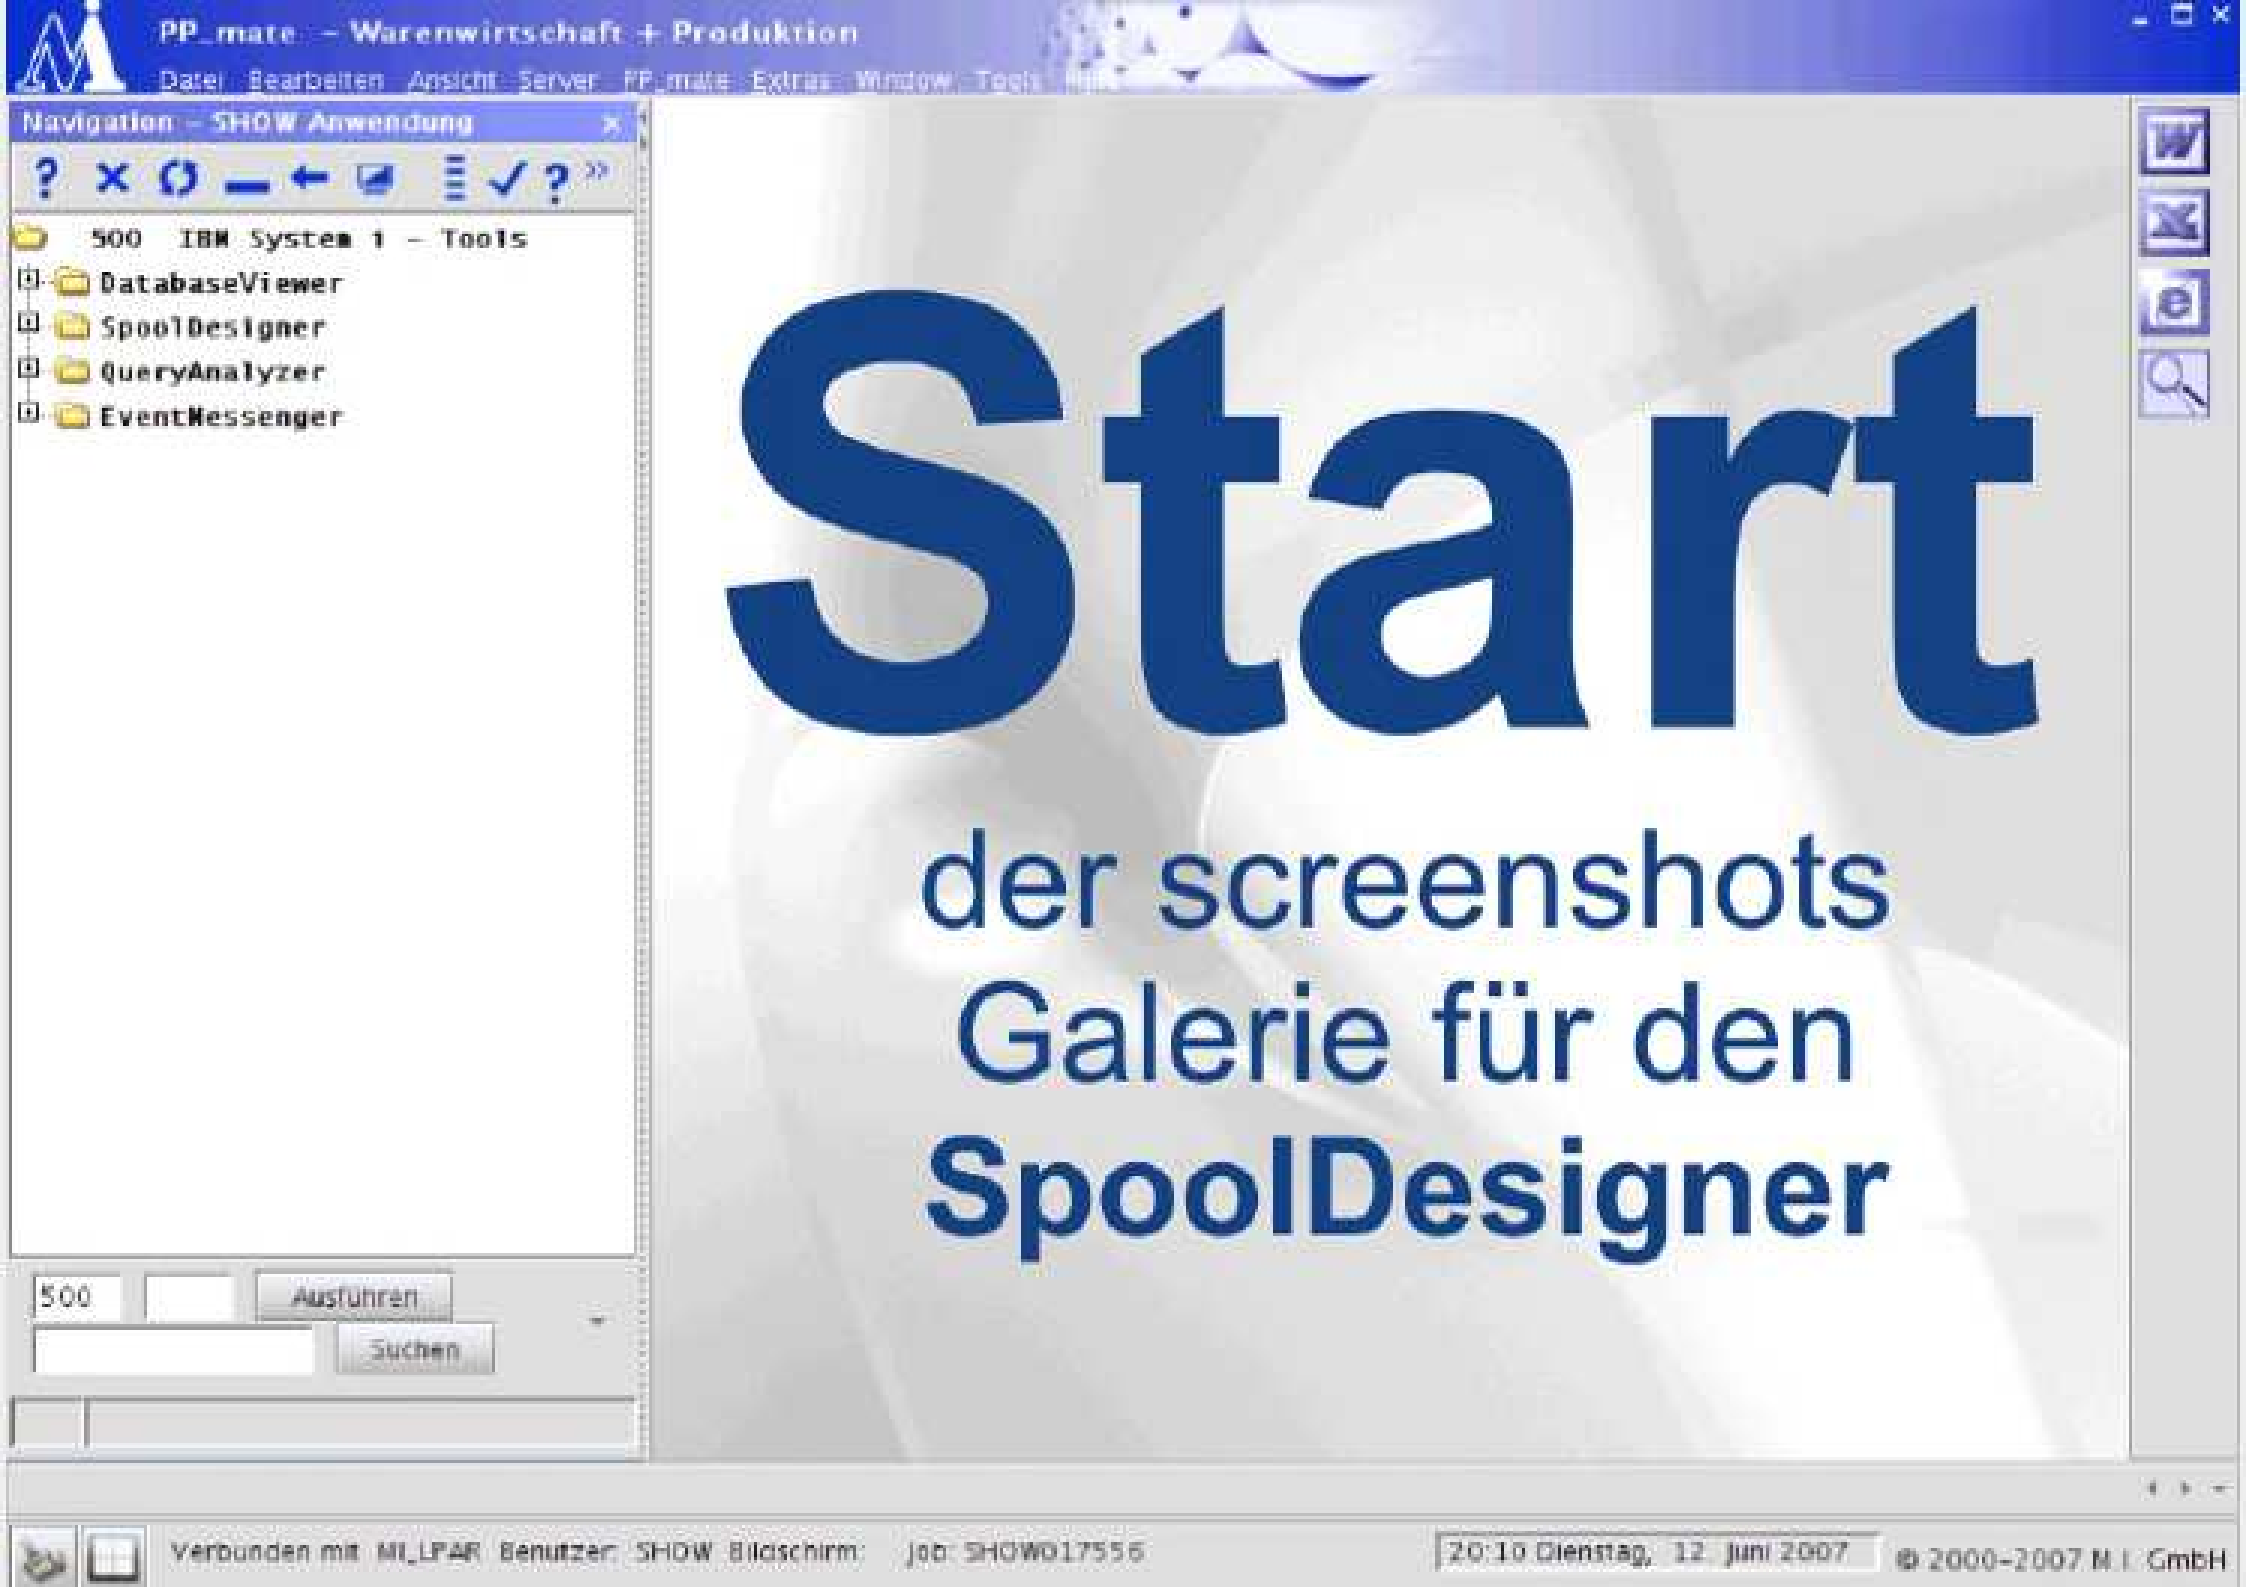 PP_mate - Warenwirtschaft + Produktion
Datei Bearbeiten Ansicht Server PP_mate Extras Window Tools
Navigation - SHOW Anwendung
500 IBM System i - Tools
DatabaseViewer
SpoolDesigner
QueryAnalyzer
EventMessenger
Start
der screenshots
Galerie für den
SpoolDesigner
500 Ausführen
Suchen
Verbunden mit MI_LPAR Benutzer: SHOW Bildschirm: Job: SHOW017556
20:10 Dienstag, 12. Juni 2007
© 2000-2007 M.I. GmbH